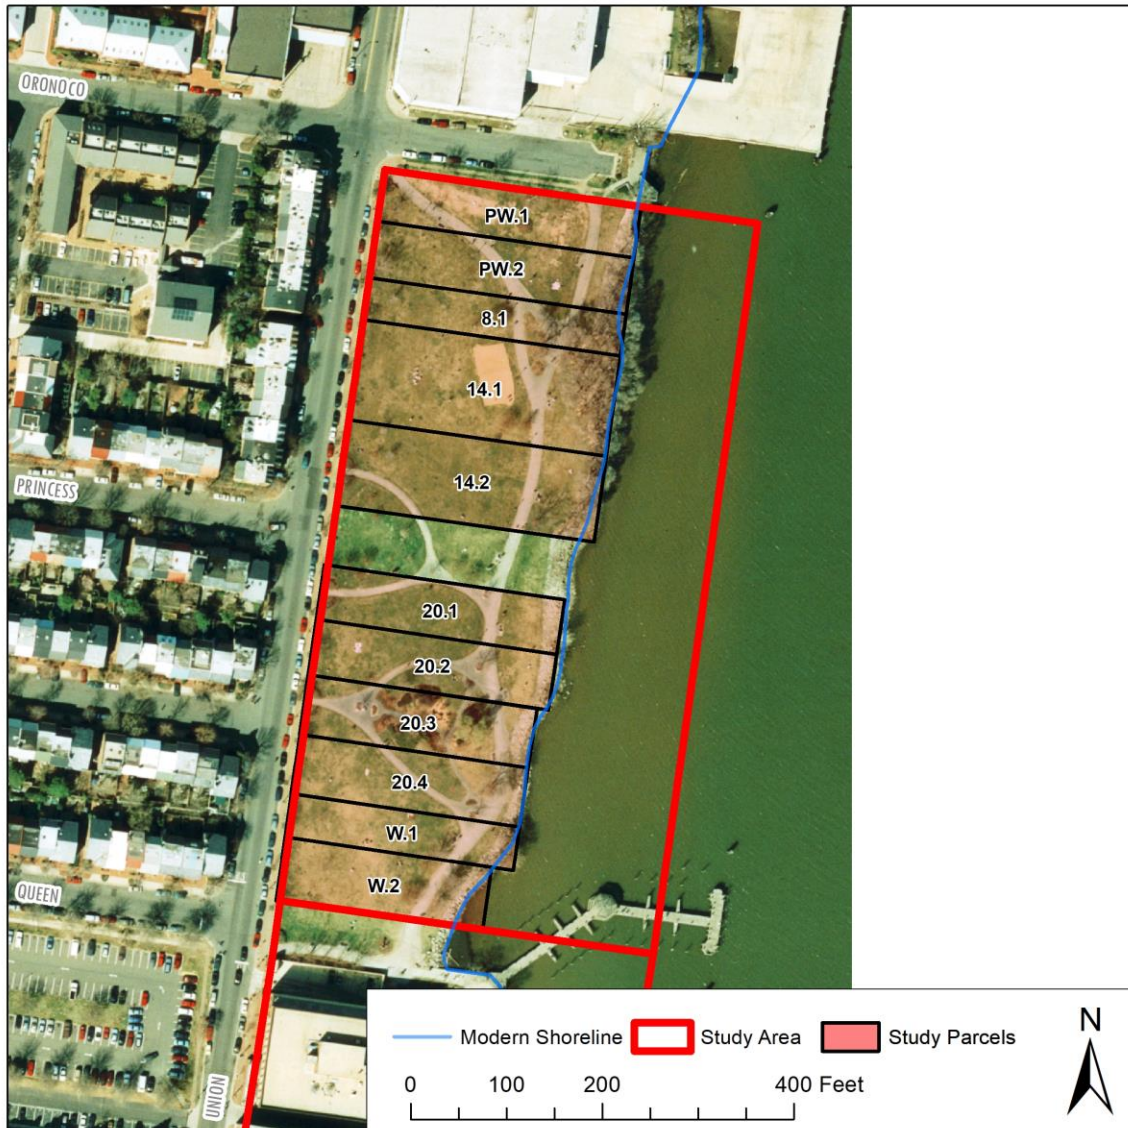 ORONOCO
PW.1
PW.2
8.1
14.1
14.2
PRINCESS
20.1
20.2
20.3
20.4
W.1
W.2
QUEEN
UNION
Modern Shoreline Study Area Study Parcels
0 100 200 400 Feet
N